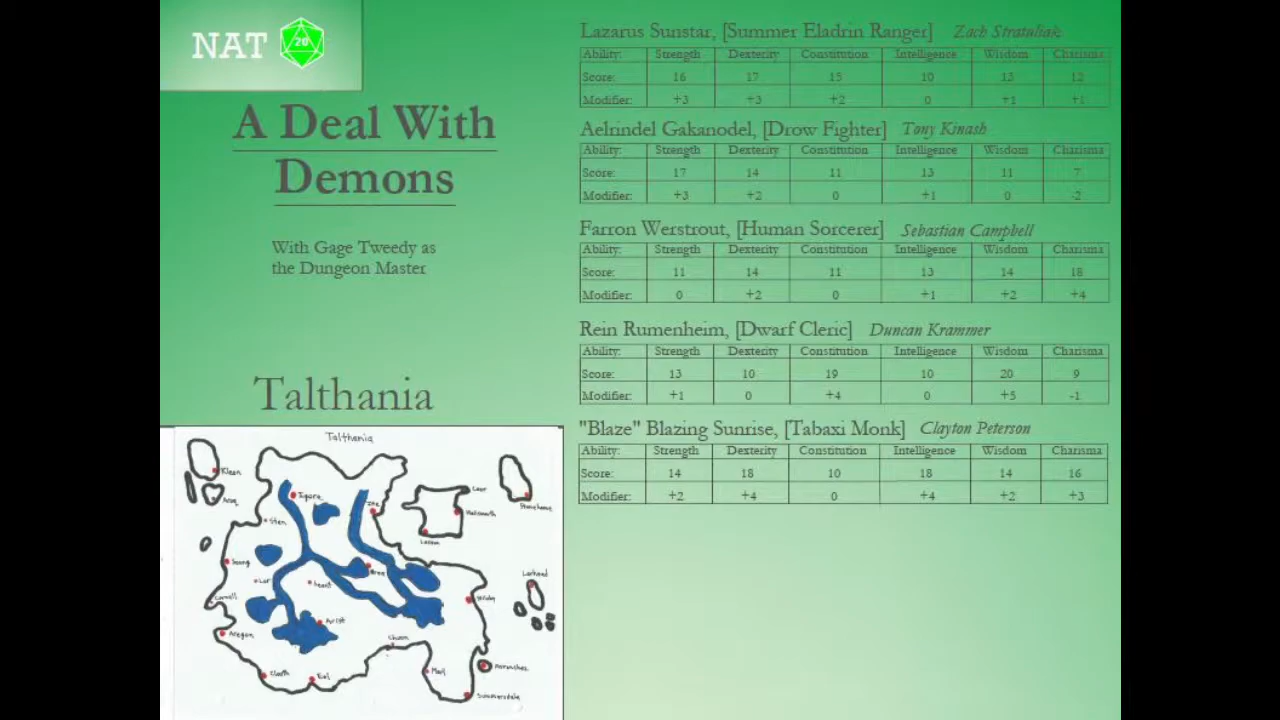 NAT 20
A Deal With
Demons
With Gage Tweedy as
the Dungeon Master
Talthania
Lazarus Sunstar, [Summer Eladrin Ranger] Zach Stratuliak
Ability: Strength Dexterity Constitution Intelligence Wisdom Charisma
Score: 16 17 15 10 13 12
Modifier: +3 +3 +2 0 +1 +1
Aelrindel Gakanodel, [Drow Fighter] Tony Kinash
Ability: Strength Dexterity Constitution Intelligence Wisdom Charisma
Score: 17 14 11 13 11 7
Modifier: +3 +2 0 +1 0 -2
Farron Werstrout, [Human Sorcerer] Sebastian Campbell
Ability: Strength Dexterity Constitution Intelligence Wisdom Charisma
Score: 11 14 11 13 14 18
Modifier: 0 +2 0 +1 +2 +4
Rein Rumenheim, [Dwarf Cleric] Duncan Krammer
Ability: Strength Dexterity Constitution Intelligence Wisdom Charisma
Score: 13 10 19 10 20 9
Modifier: +1 0 +4 0 +5 -1
"Blaze" Blazing Sunrise, [Tabaxi Monk] Clayton Peterson
Ability: Strength Dexterity Constitution Intelligence Wisdom Charisma
Score: 14 18 10 18 14 16
Modifier: +2 +4 0 +4 +2 +3
Talthania
Kleen
Sten
Lor
Aregon
Summersdale